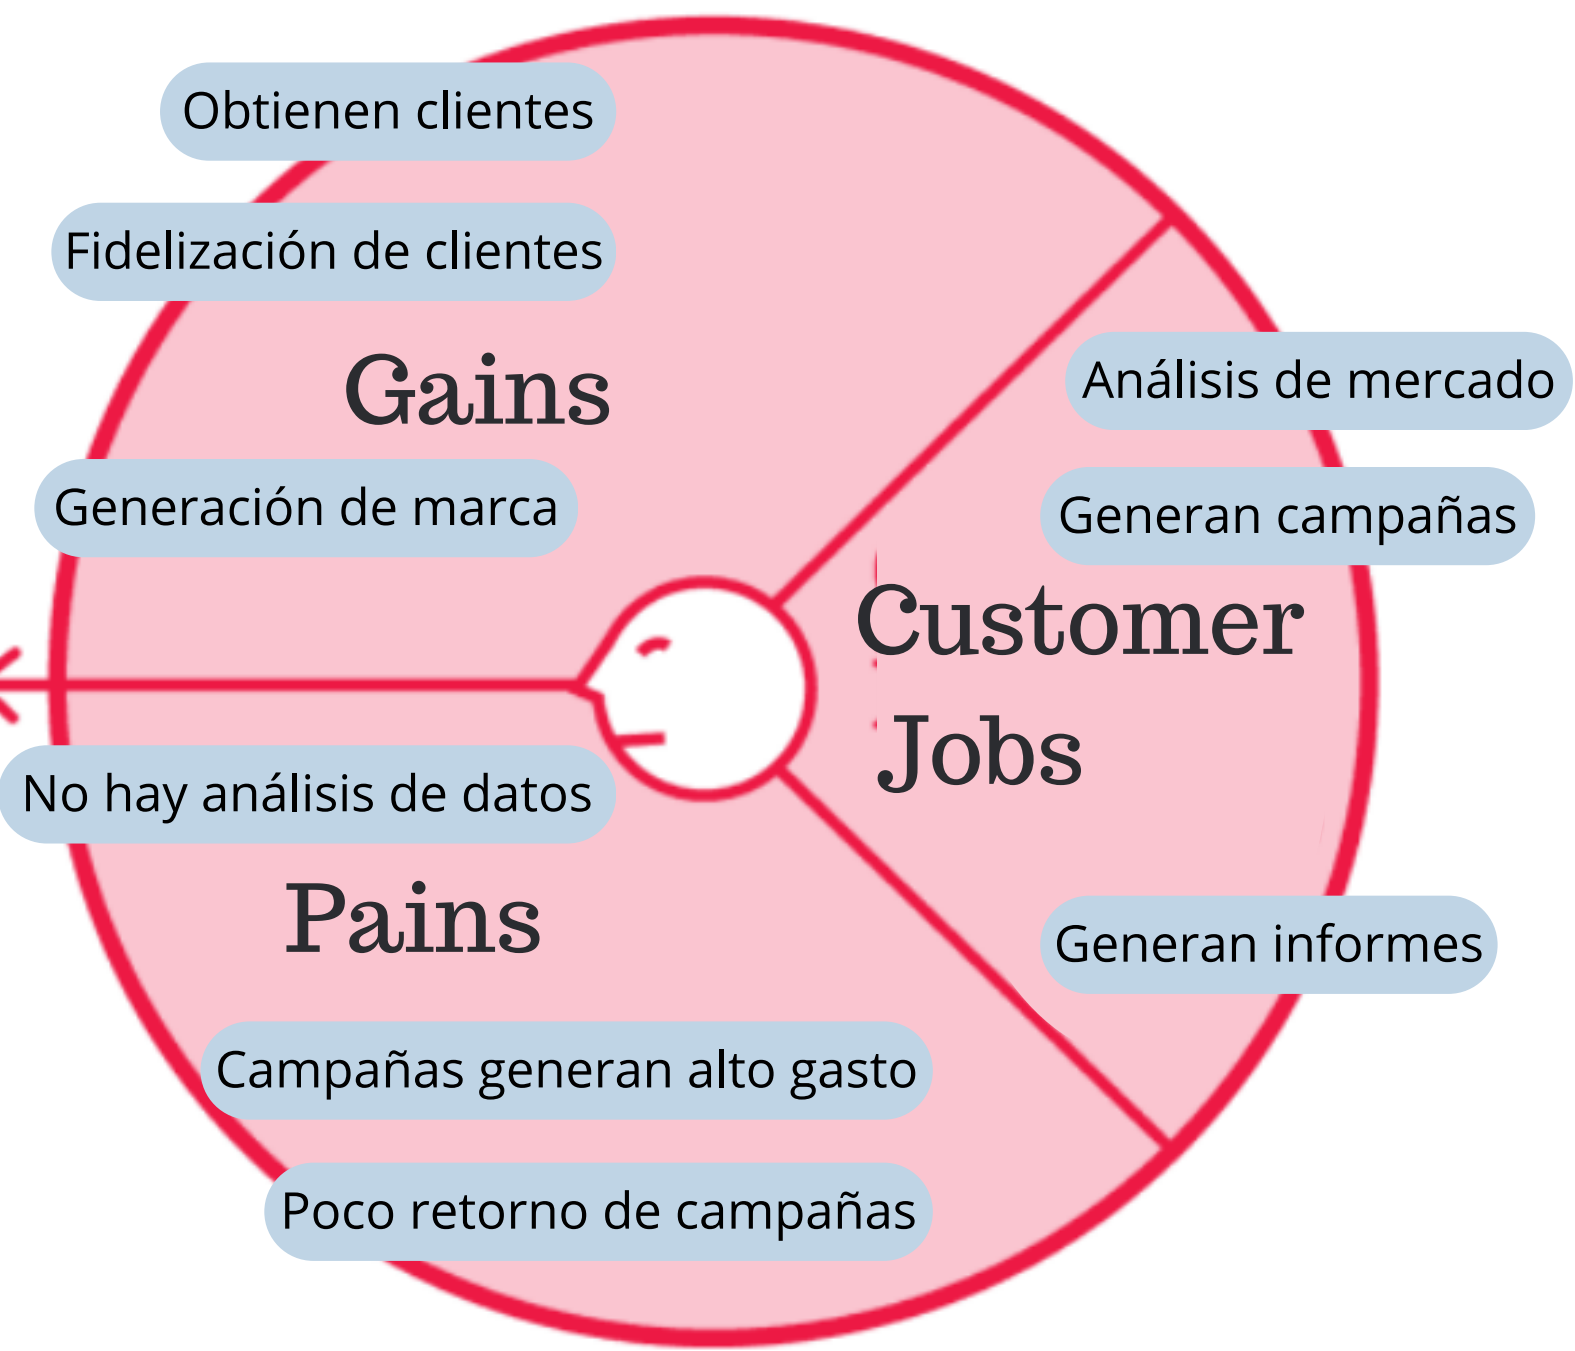 Obtienen clientes
Fidelización de clientes
Gains
Generación de marca
Análisis de mercado
Generan campañas
Customer
Jobs
Generan informes
No hay análisis de datos
Pains
Campañas generan alto gasto
Poco retorno de campañas